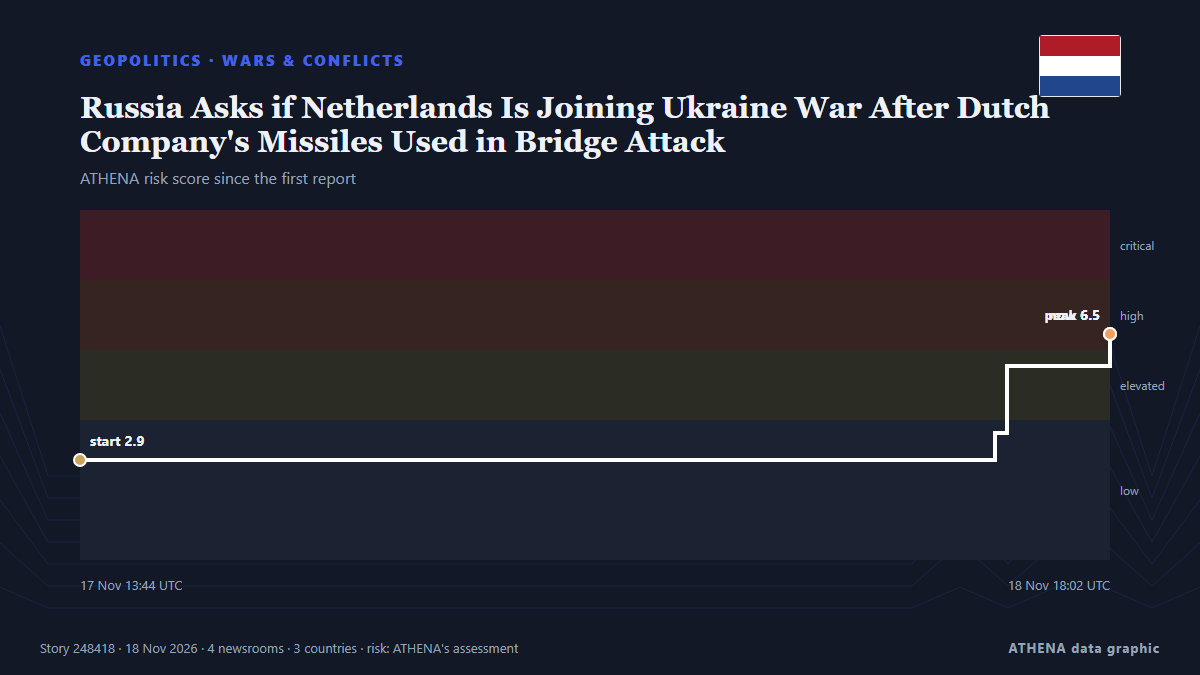 GEOPOLITICS · WARS & CONFLICTS
Russia Asks if Netherlands Is Joining Ukraine War After Dutch
Company's Missiles Used in Bridge Attack
ATHENA risk score since the first report
critical
peak 6.5
high
elevated
start 2.9
low
17 Nov 13:44 UTC
18 Nov 18:02 UTC
Story 248418 · 18 Nov 2026 · 4 newsrooms · 3 countries · risk: ATHENA's assessment
ATHENA data graphic